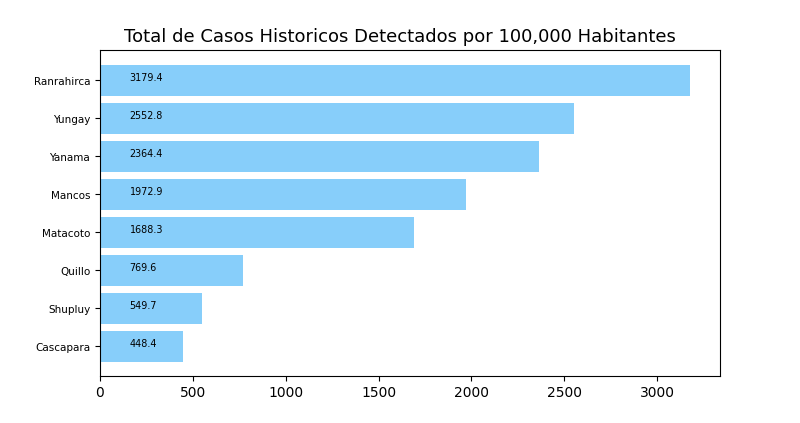 Total de Casos Historicos Detectados por 100,000 Habitantes
Ranrahirca 3179.4
Yungay 2552.8
Yanama 2364.4
Mancos 1972.9
Matacoto 1688.3
Quillo 769.6
Shupluy 549.7
Cascapara 448.4
0 500 1000 1500 2000 2500 3000